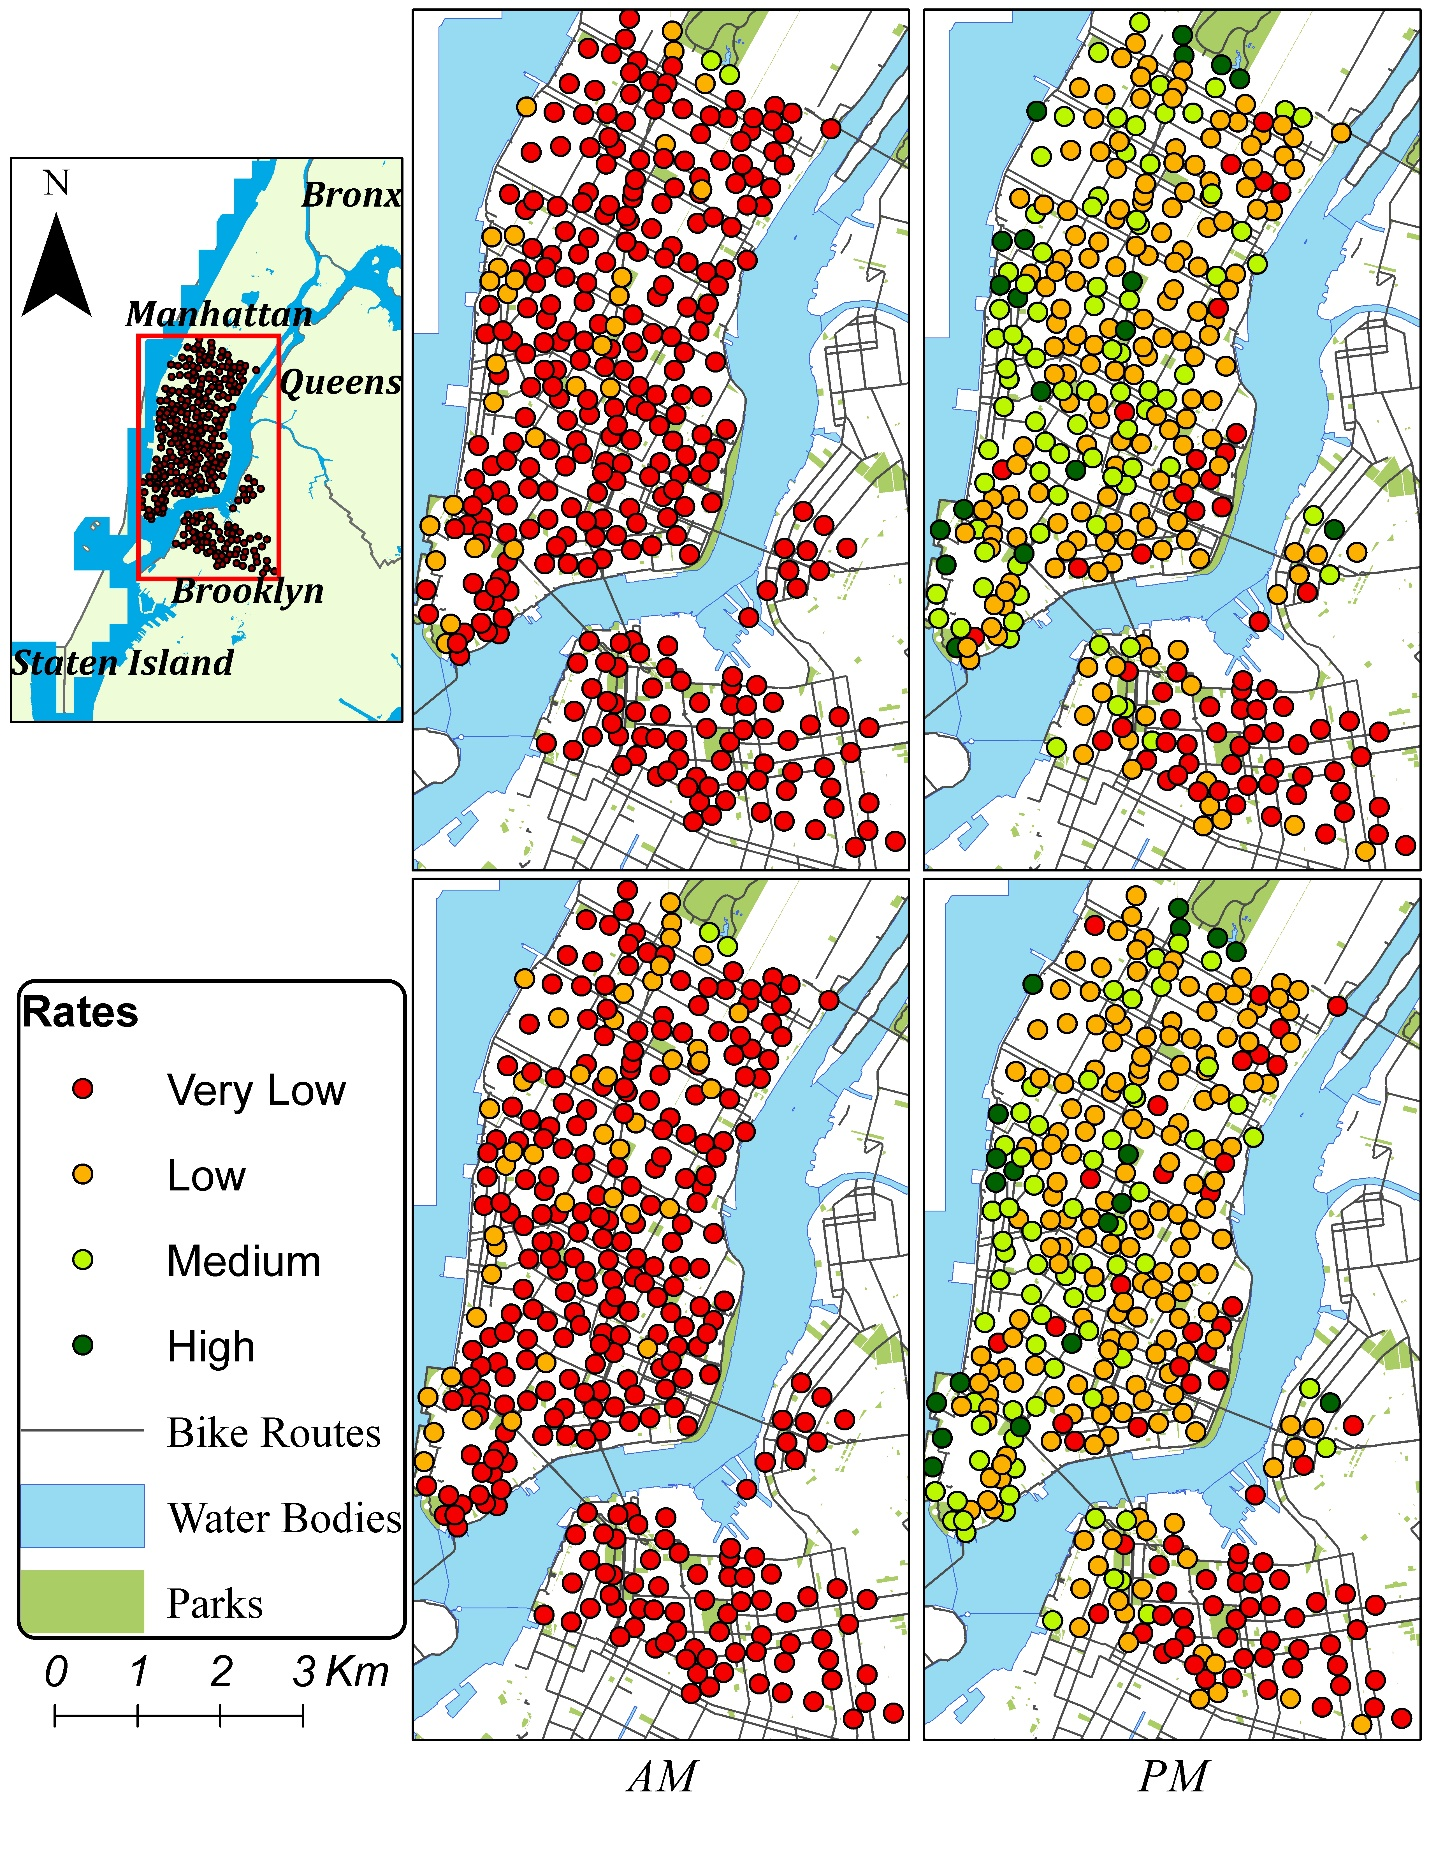 N
Bronx
Manhattan
Queens
Brooklyn
Staten Island
Rates
Very Low
Low
Medium
High
Bike Routes
Water Bodies
Parks
0 1 2 3 Km
AM PM